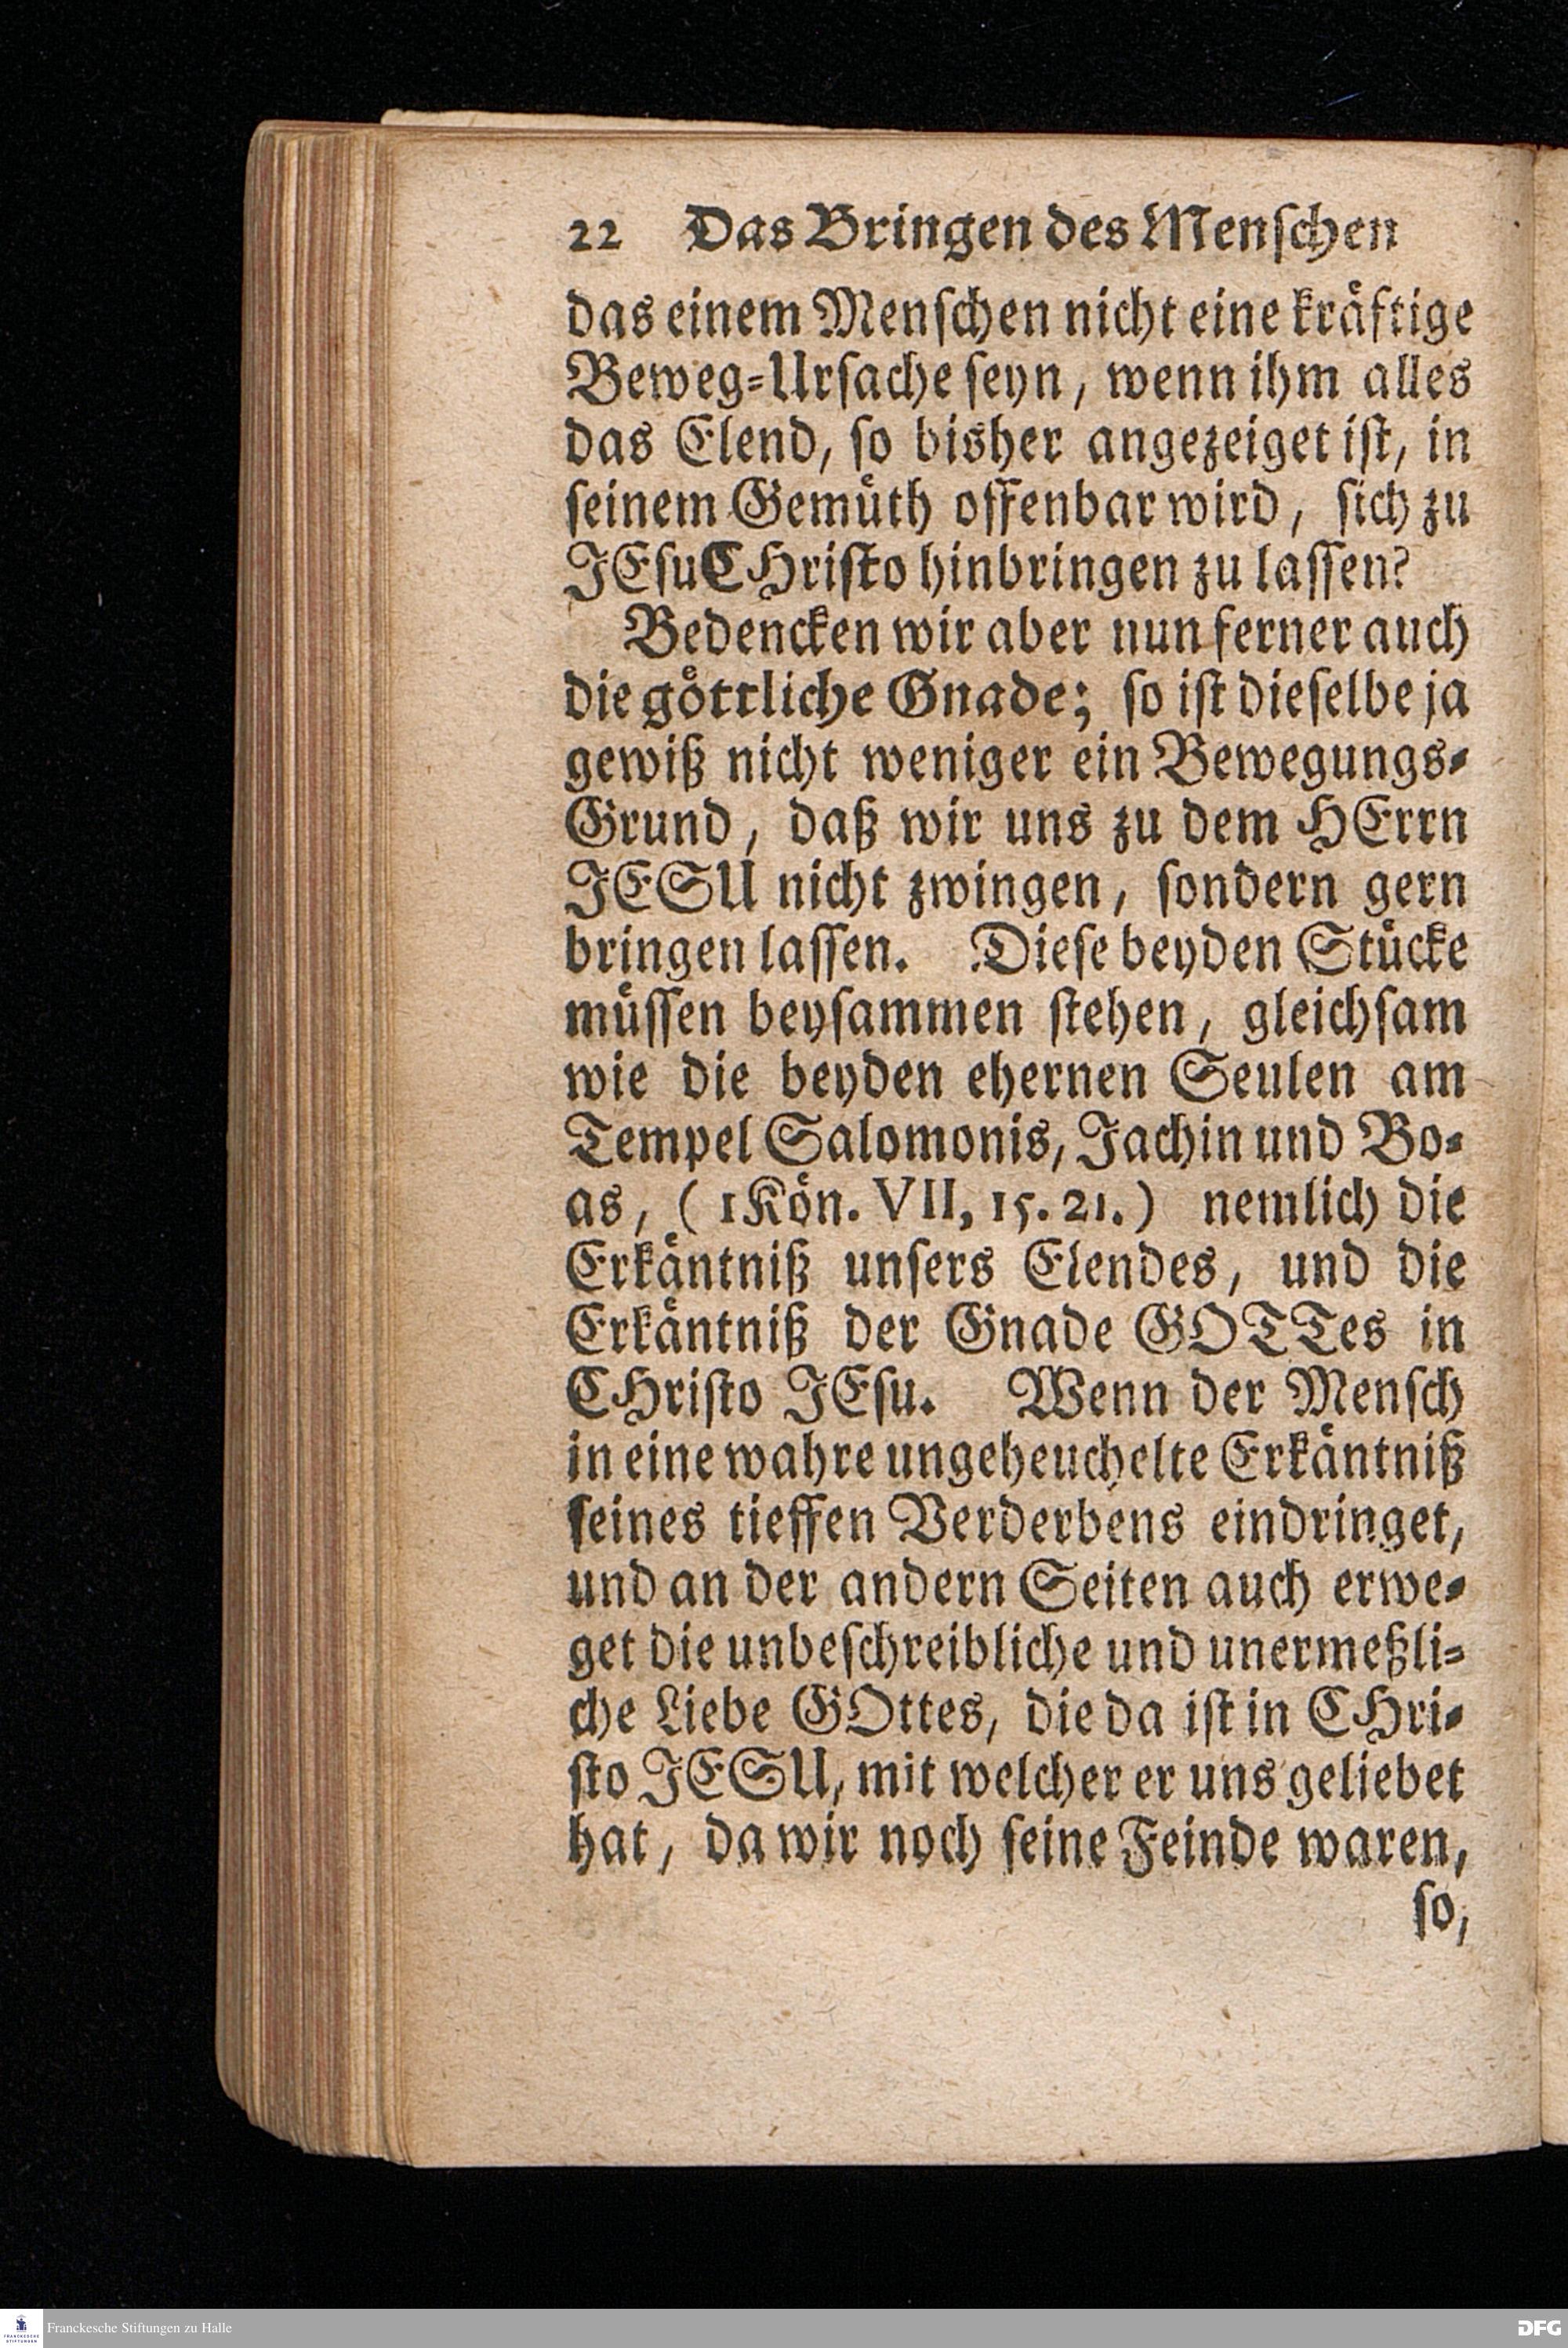 22 Das Bringen des Menschen
das einem Menschen nicht eine kräftige
Beweg-Ursache seyn, wenn ihm alles
das Elend, so bisher angezeiget ist, in
seinem Gemüth offenbar wird, sich zu
JEsu CHristo hinbringen zu lassen?
Bedencken wir aber nun ferner auch
die göttliche Gnade; so ist dieselbe ja
gewiß nicht weniger ein Bewegungs-
Grund, daß wir uns zu dem HErrn
JESU nicht zwingen, sondern gern
bringen lassen. Diese beyden Stücke
müssen beysammen stehen, gleichsam
wie die beyden ehernen Seulen am
Tempel Salomonis, Jachin und Bo-
as, (1 Kön. VII, 15. 21.) nemlich die
Erkäntniß unsers Elendes, und die
Erkäntniß der Gnade GOTTes in
CHristo JEsu. Wenn der Mensch
in eine wahre ungeheuchelte Erkäntniß
seines tieffen Verderbens eindringet,
und an der andern Seiten auch erwe-
get die unbeschreibliche und unermeßli-
che Liebe GOttes, die da ist in CHri-
sto JESU, mit welcher er uns geliebet
hat, da wir noch seine Feinde waren,
so,
Franckesche Stiftungen zu Halle
DFG